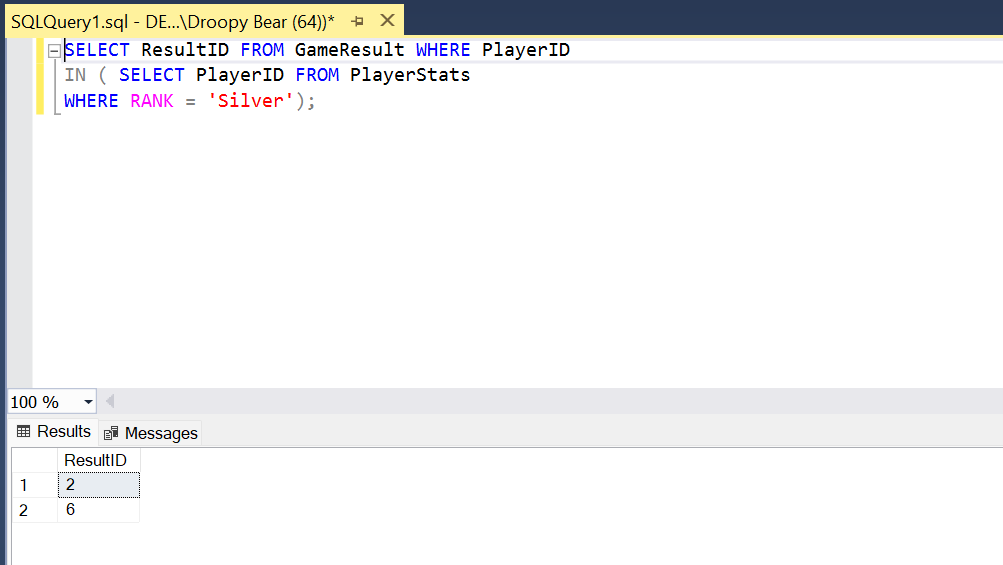 SQLQuery1.sql - DE...\Droopy Bear (64))*
SELECT ResultID FROM GameResult WHERE PlayerID
IN ( SELECT PlayerID FROM PlayerStats
WHERE RANK = 'Silver');
100 %
Results Messages
ResultID
1 2
2 6